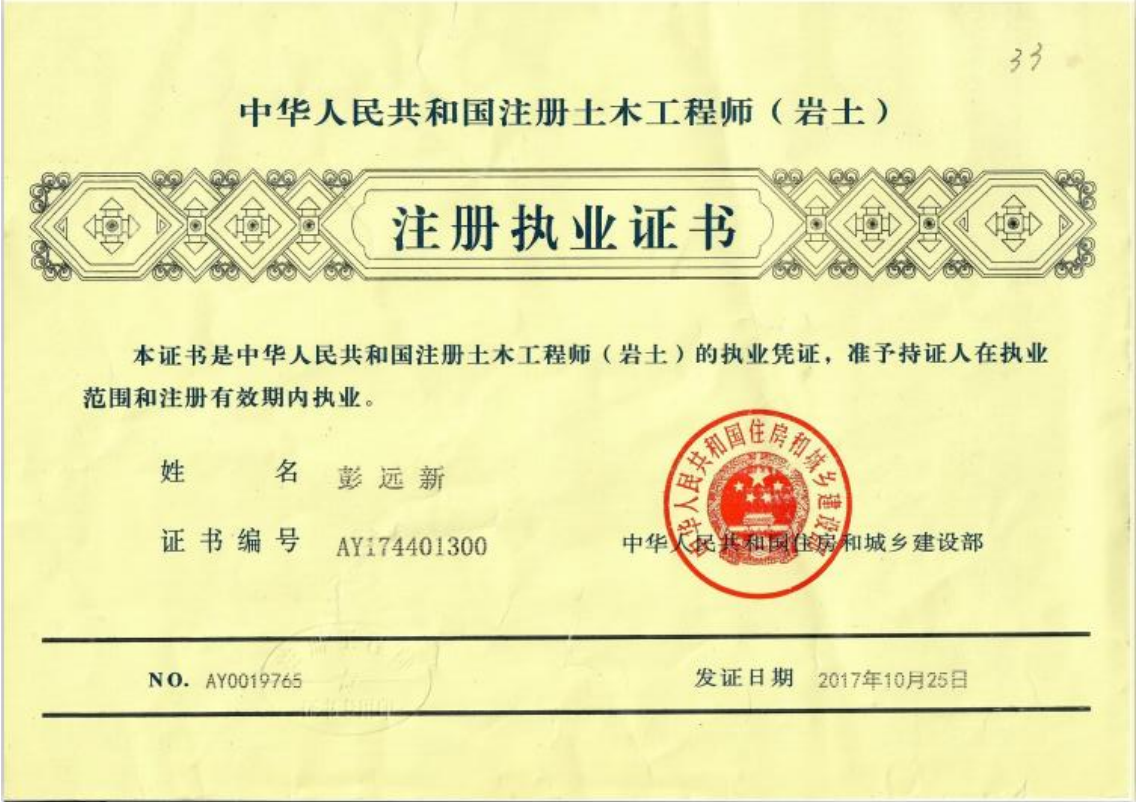 33
中华人民共和国注册土木工程师（岩土）
注册执业证书
本证书是中华人民共和国注册土木工程师（岩土）的执业凭证，准予持证人在执业
范围和注册有效期内执业。
姓 名 彭远新
证书编号 AY174401300
中华人民共和国住房和城乡建设部
中华人民共和国住房和城乡建设部
NO. AY0019765
发证日期 2017年10月25日